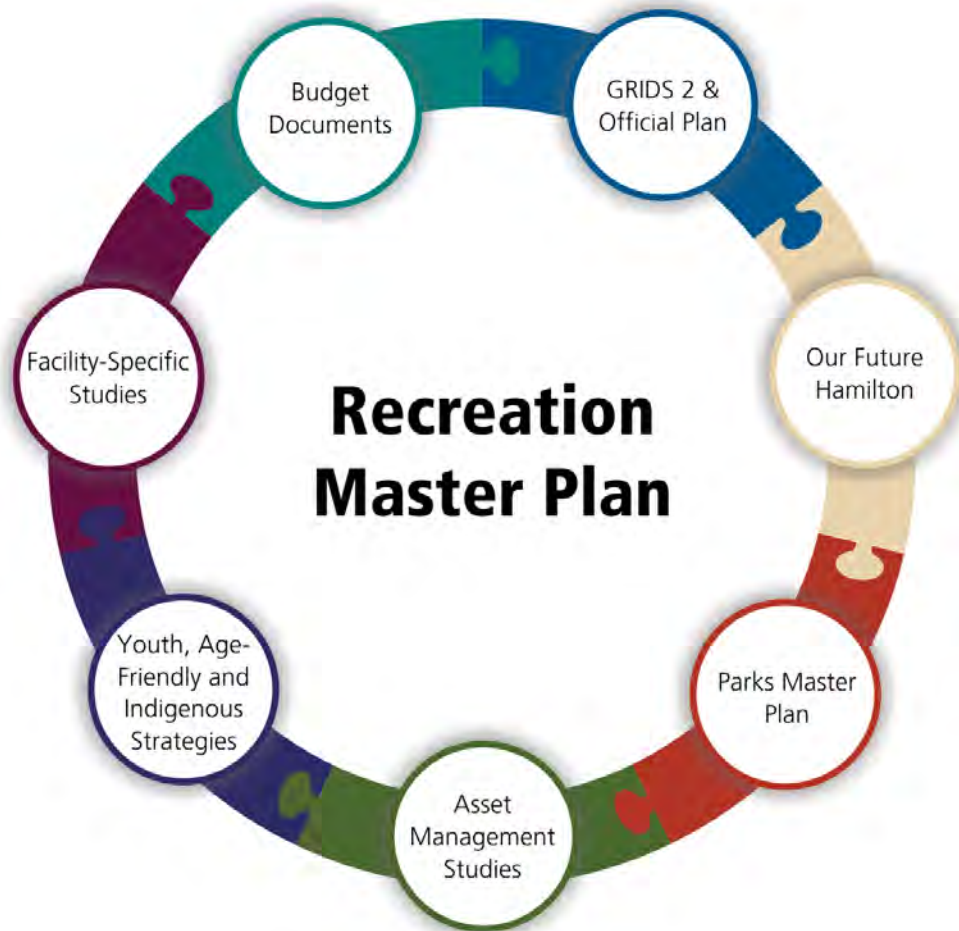 Budget
Documents
GRIDS 2 &
Official Plan
Facility-Specific
Studies
Our Future
Hamilton
Recreation
Master Plan
Youth, Age-
Friendly and
Indigenous
Strategies
Parks Master
Plan
Asset
Management
Studies